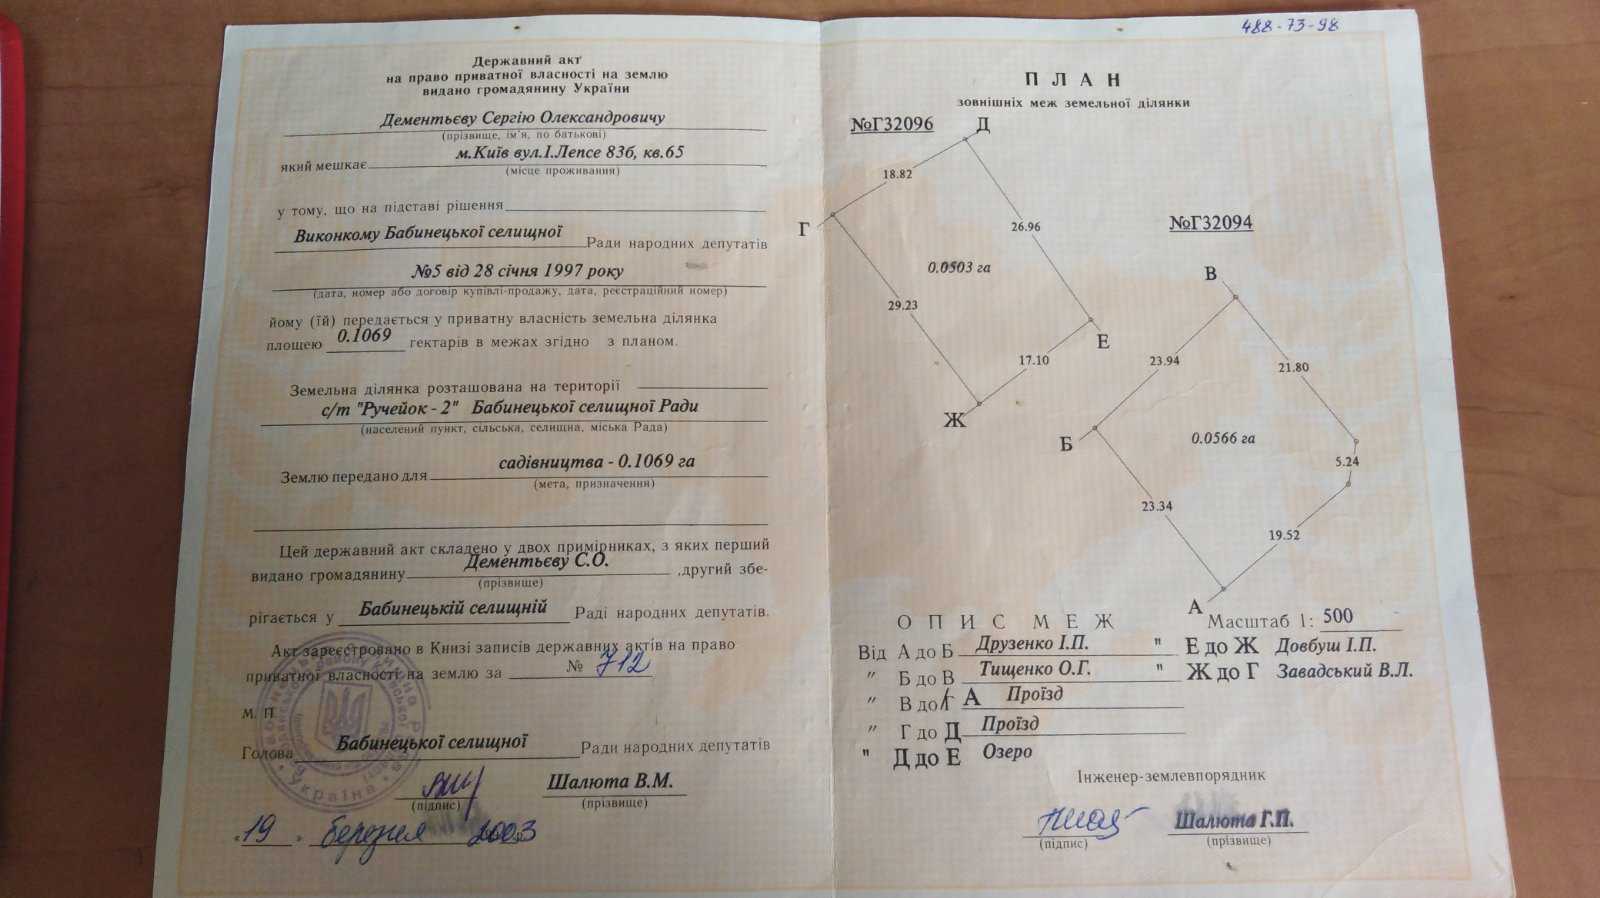 Державний акт
на право приватної власності на землю
видано громадянину України
Дементьєву Сергію Олександровичу
(прізвище, ім'я, по батькові)
який мешкає м.Київ вул.І.Лепсе 83б, кв.65
(місце проживання)
у тому, що на підставі рішення
Виконкому Бабинецької селищної Ради народних депутатів
№5 від 28 січня 1997 року
(дата, номер або договір купівлі-продажу, дата, реєстраційний номер)
йому (їй) передається у приватну власність земельна ділянка
площею 0.1069 гектарів в межах згідно з планом.
Земельна ділянка розташована на території
с/т "Ручейок - 2" Бабинецької селищної Ради
(населений пункт, сільська, селищна, міська Рада)
Землю передано для садівництва - 0.1069 га
(мета, призначення)
Цей державний акт складено у двох примірниках, з яких перший
видано громадянину Дементьєву С.О. ,другий збе-
(прізвище)
рігається у Бабинецькій селищній Раді народних депутатів.
Акт зареєстровано в Книзі записів державних актів на право
приватної власності на землю за № 712
М. П.
Голова Бабинецької селищної Ради народних депутатів
Шалюта В.М.
(підпис) (прізвище)
„19 " березня 2003
Україна
488-73-98
ПЛАН
зовнішніх меж земельної ділянки
№Г32096
Д
18.82
Г
26.96
0.0503 га
29.23
Е
17.10
Ж
№Г32094
В
23.94
21.80
Б
0.0566 га
5.24
23.34
19.52
А
ОПИС МЕЖ Масштаб 1: 500
Від А до Б Друзенко І.П. " Е до Ж Довбуш І.П.
" Б до В Тищенко О.Г. " Ж до Г Завадський В.Л.
" В до Г А Проїзд
" Г до Д Проїзд
" Д до Е Озеро
Інженер-землевпорядник
Шалюта Г.П.
(підпис) (прізвище)